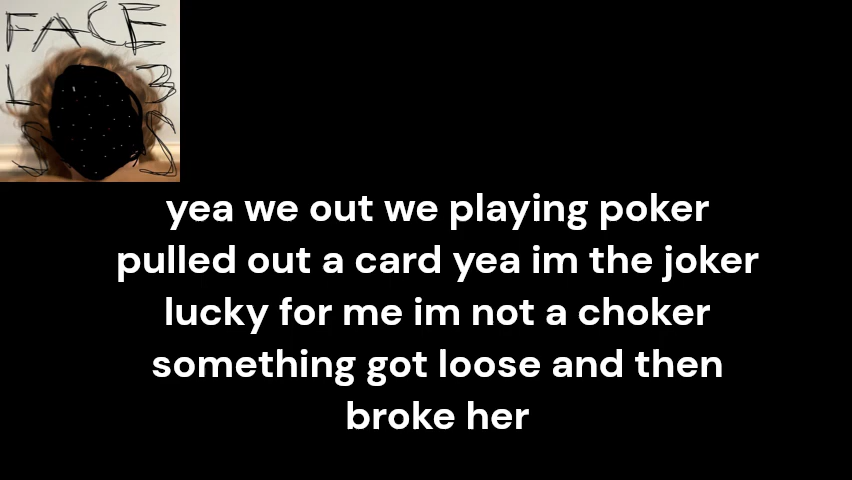 FACE
L 3
S S
yea we out we playing poker
pulled out a card yea im the joker
lucky for me im not a choker
something got loose and then
broke her